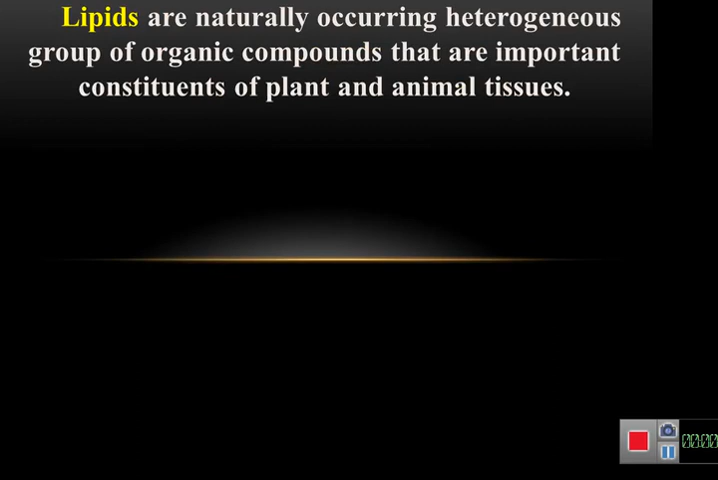 Lipids are naturally occurring heterogeneous
group of organic compounds that are important
constituents of plant and animal tissues.